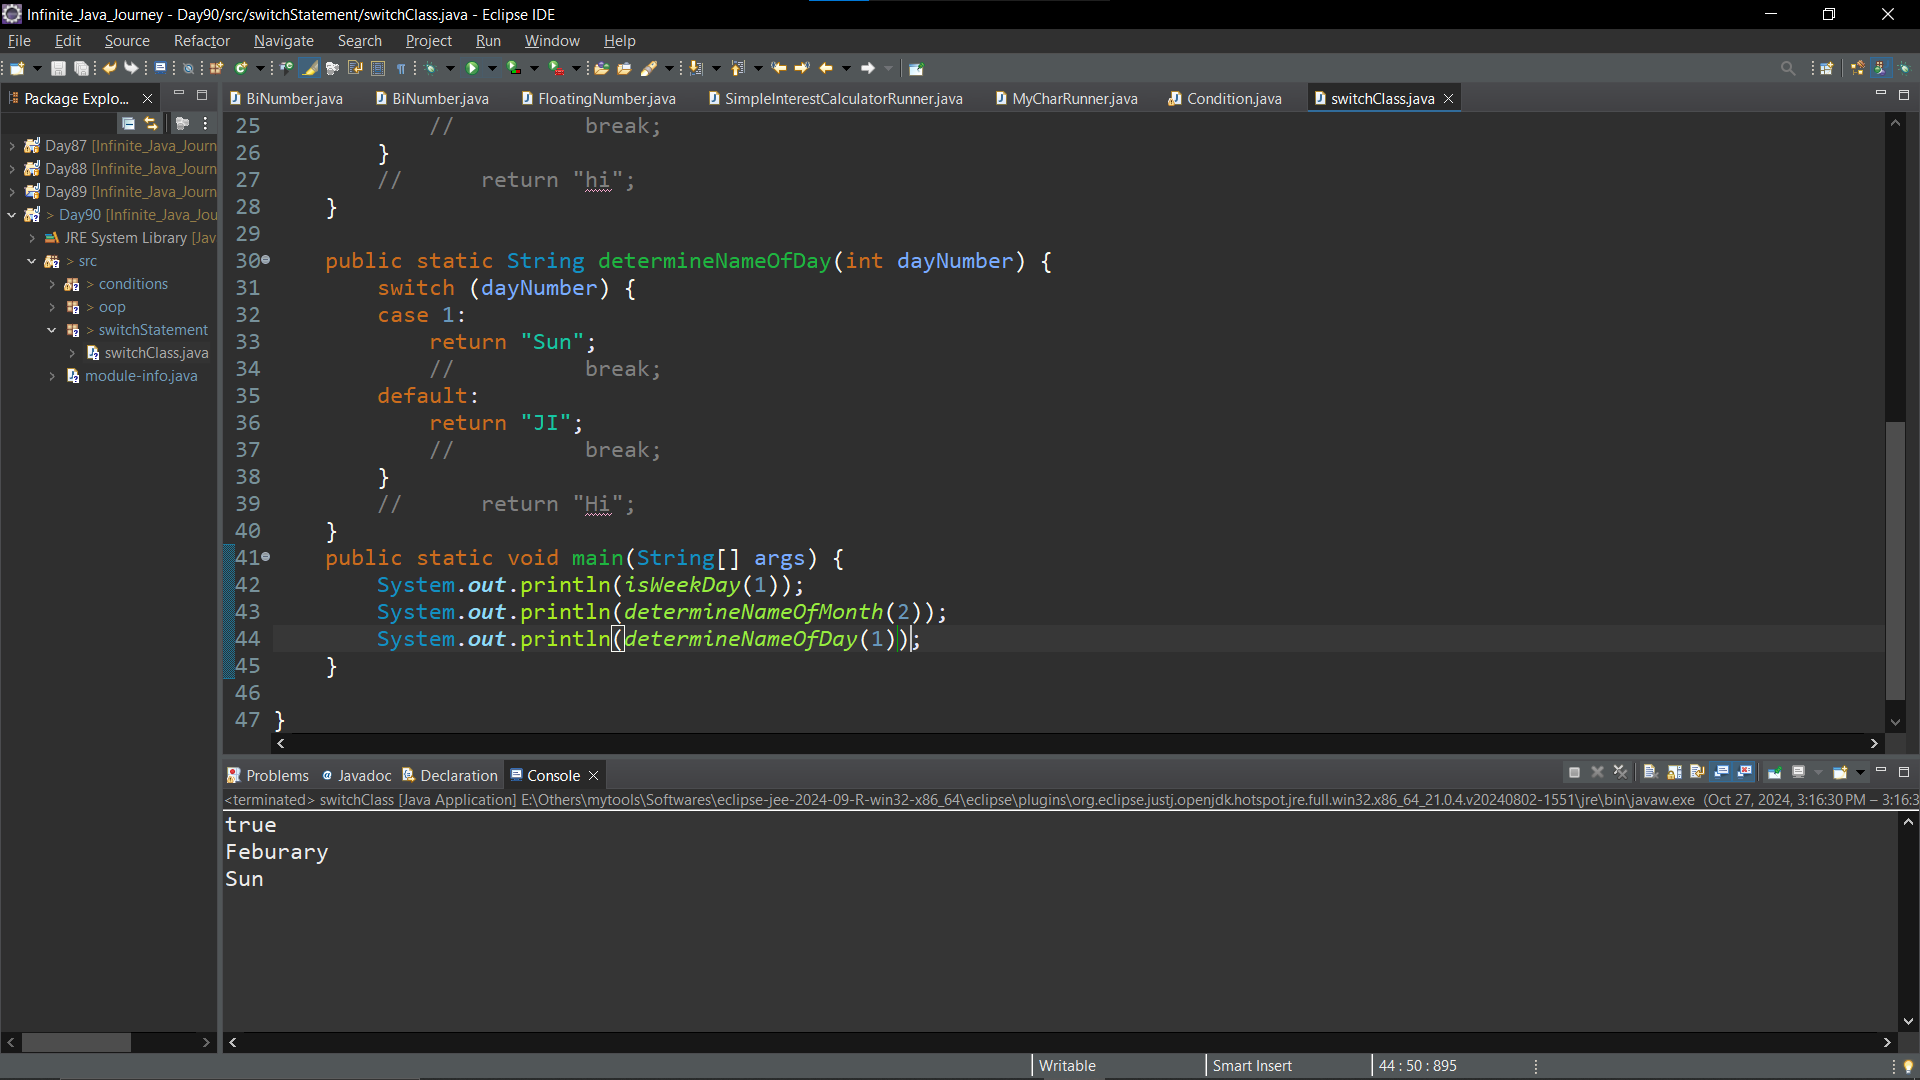 Infinite_Java_Journey - Day90/src/switchStatement/switchClass.java - Eclipse IDE
File Edit Source Refactor Navigate Search Project Run Window Help
Package Explo...
BiNumber.java BiNumber.java FloatingNumber.java SimpleInterestCalculatorRunner.java MyCharRunner.java Condition.java switchClass.java
Day87 [Infinite_Java_Journ
Day88 [Infinite_Java_Journ
Day89 [Infinite_Java_Journ
> Day90 [Infinite_Java_Jou
JRE System Library [Jav
> src
> conditions
> oop
> switchStatement
switchClass.java
module-info.java
25 // break;
26 }
27 // return "hi";
28 }
29
30 public static String determineNameOfDay(int dayNumber) {
31 switch (dayNumber) {
32 case 1:
33 return "Sun";
34 // break;
35 default:
36 return "JI";
37 // break;
38 }
39 // return "Hi";
40 }
41 public static void main(String[] args) {
42 System.out.println(isWeekDay(1));
43 System.out.println(determineNameOfMonth(2));
44 System.out.println(determineNameOfDay(1));
45 }
46
47 }
Problems Javadoc Declaration Console
<terminated> switchClass [Java Application] E:\Others\mytools\Softwares\eclipse-jee-2024-09-R-win32-x86_64\eclipse\plugins\org.eclipse.justj.openjdk.hotspot.jre.full.win32.x86_64_21.0.4.v20240802-1551\jre\bin\javaw.exe (Oct 27, 2024, 3:16:30 PM – 3:16:3
true
Feburary
Sun
Writable Smart Insert 44 : 50 : 895